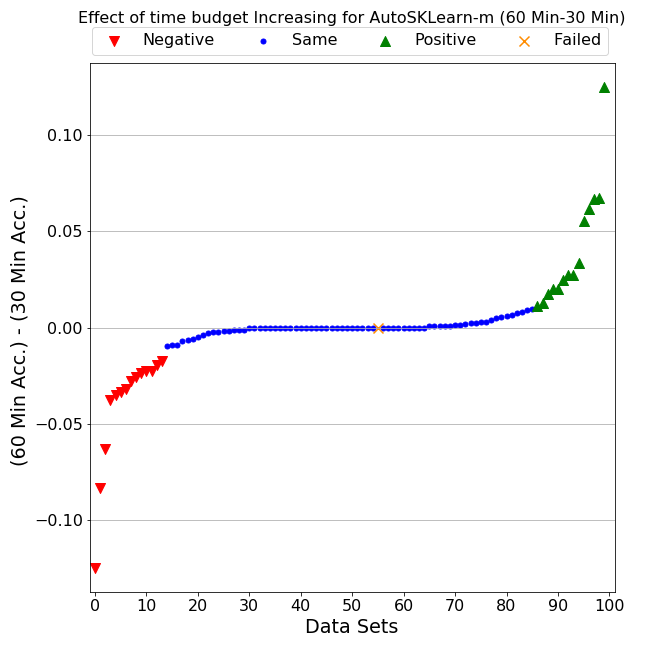 Effect of time budget Increasing for AutoSKLearn-m (60 Min-30 Min)
Negative Same Positive Failed
(60 Min Acc.) - (30 Min Acc.)
0.10
0.05
0.00
−0.05
−0.10
0 10 20 30 40 50 60 70 80 90 100
Data Sets